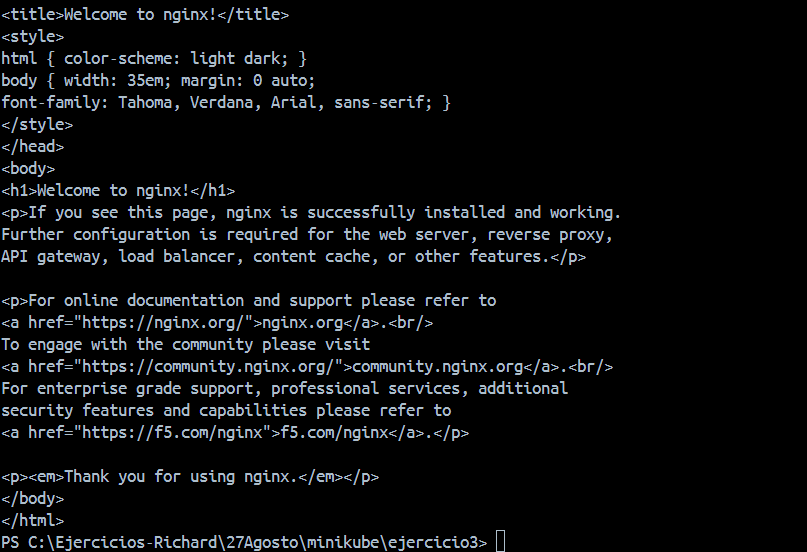 <title>Welcome to nginx!</title>
<style>
html { color-scheme: light dark; }
body { width: 35em; margin: 0 auto;
font-family: Tahoma, Verdana, Arial, sans-serif; }
</style>
</head>
<body>
<h1>Welcome to nginx!</h1>
<p>If you see this page, nginx is successfully installed and working.
Further configuration is required for the web server, reverse proxy,
API gateway, load balancer, content cache, or other features.</p>

<p>For online documentation and support please refer to
<a href="https://nginx.org/">nginx.org</a>.<br/>
To engage with the community please visit
<a href="https://community.nginx.org/">community.nginx.org</a>.<br/>
For enterprise grade support, professional services, additional
security features and capabilities please refer to
<a href="https://f5.com/nginx">f5.com/nginx</a>.</p>

<p><em>Thank you for using nginx.</em></p>
</body>
</html>
PS C:\Ejercicios-Richard\27Agosto\minikube\ejercicio3>